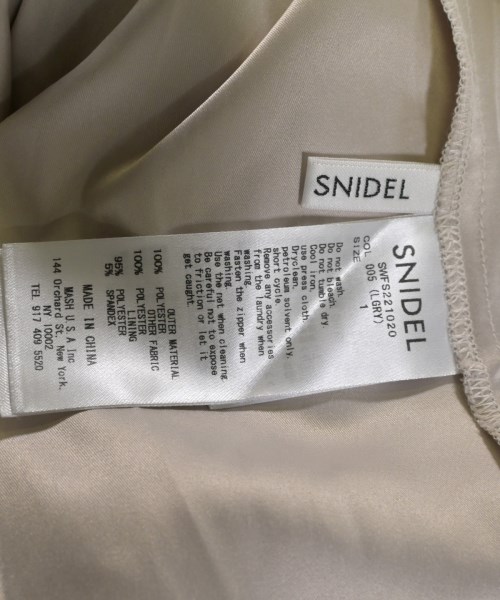 SNIDEL
SNIDEL
SWFS221020
COL 005 (LGRY)
SIZE 1
Do not wash.
Do not bleach.
Do not tumble dry.
Cool iron.
use press cloth.
Dryclean.
petroleum solvent only.
short cycle
Remove any accessories
from the laundry when
washing.
Fasten the zipper when
washing.
Use the net when cleaning
Be careful not to expose
to friction or let it
get caught.
OUTER MATERIAL
100% POLYESTER
OTHER FABRIC
100% POLYESTER
LINING
95% POLYESTER
5% SPANDEX
MADE IN CHINA
MASH U.S.A Inc
144 Orchard St. New York,
NY 10002
TEL 917 409 5520